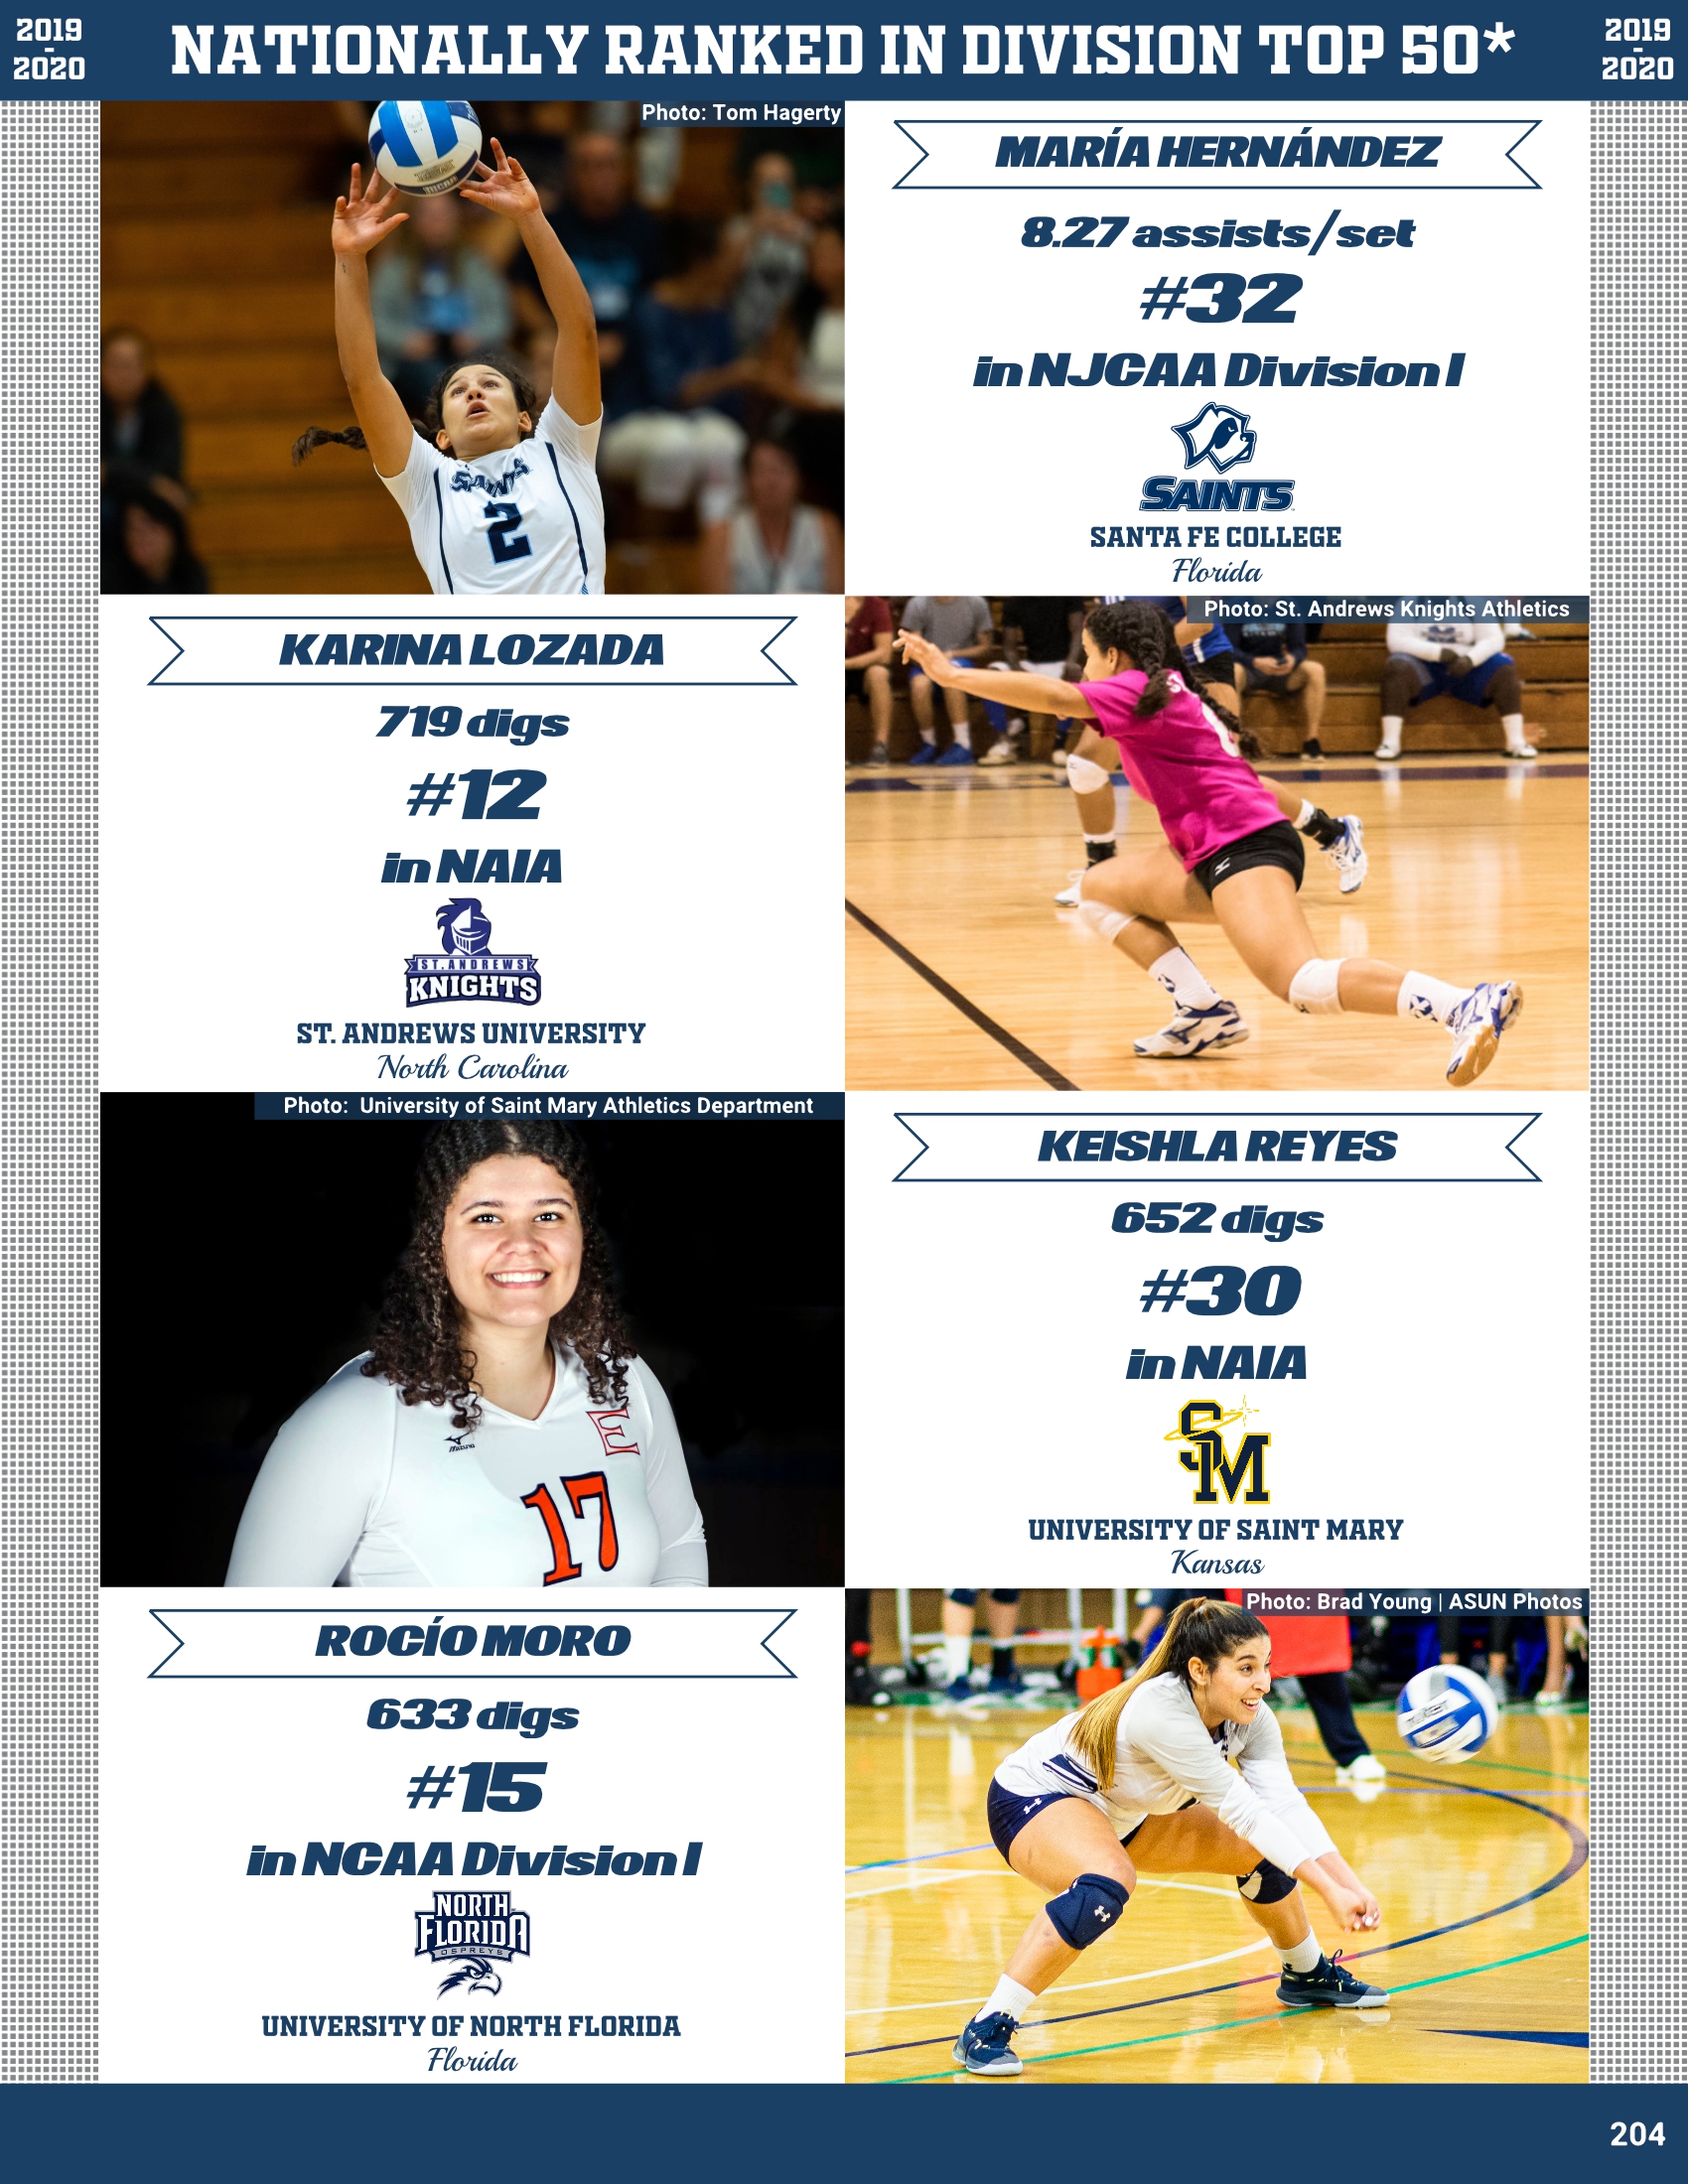 2019
-
2020
NATIONALLY RANKED IN DIVISION TOP 50*
2019
-
2020
Photo: Tom Hagerty
SAINTS
2
MARÍA HERNÁNDEZ
8.27 assists/set
#32
in NJCAA Division I
SAINTS
SANTA FE COLLEGE
Florida
KARINA LOZADA
719 digs
#12
in NAIA
ST. ANDREWS
KNIGHTS
ST. ANDREWS UNIVERSITY
North Carolina
Photo: St. Andrews Knights Athletics
Photo: University of Saint Mary Athletics Department
E
MIZUNO
17
KEISHLA REYES
652 digs
#30
in NAIA
SM
UNIVERSITY OF SAINT MARY
Kansas
ROCÍO MORO
633 digs
#15
in NCAA Division I
NORTH
FLORIDA
OSPREYS
UNIVERSITY OF NORTH FLORIDA
Florida
Photo: Brad Young | ASUN Photos
204